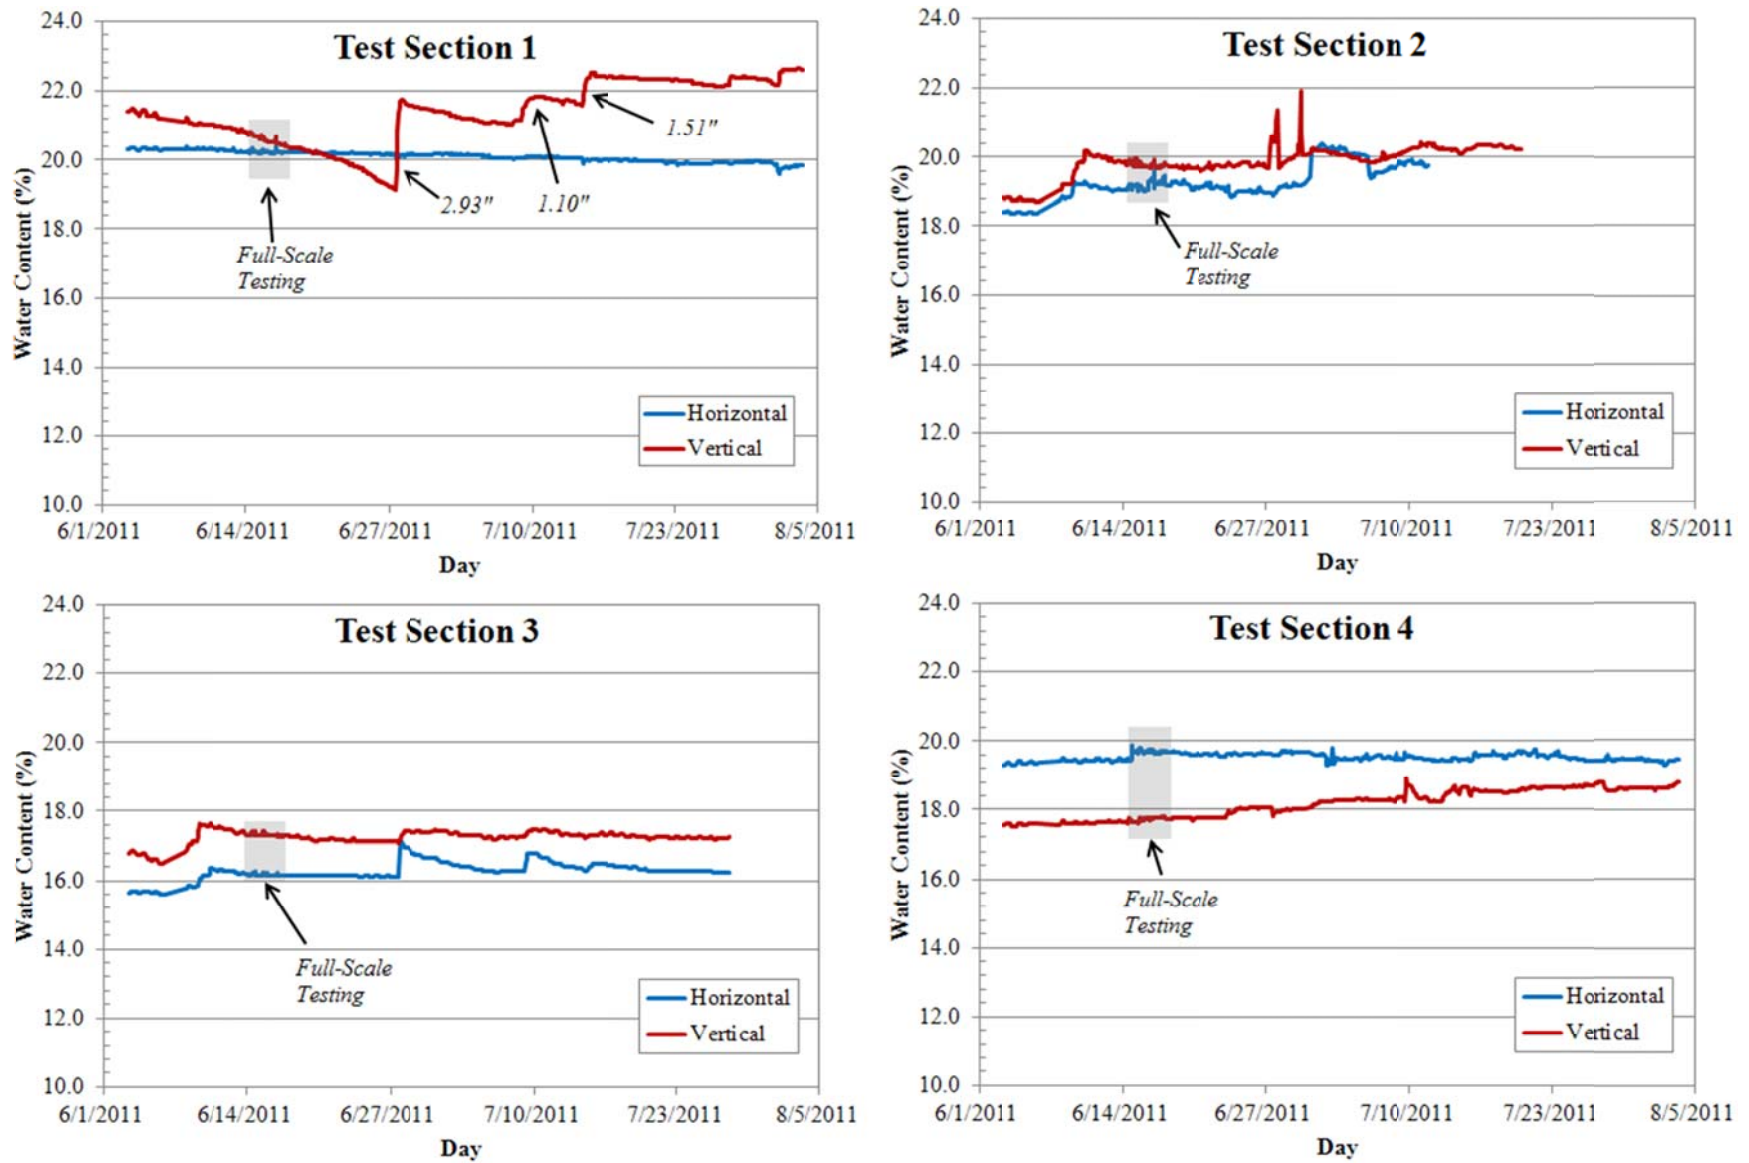 Test Section 1
Water Content (%)
24.0
22.0
20.0
18.0
16.0
14.0
12.0
10.0
1.51"
2.93"
1.10"
Full-Scale
Testing
Horizontal
Vertical
6/1/2011 6/14/2011 6/27/2011 7/10/2011 7/23/2011 8/5/2011
Day
Test Section 2
Water Content (%)
24.0
22.0
20.0
18.0
16.0
14.0
12.0
10.0
Full-Scale
Testing
Horizontal
Vertical
6/1/2011 6/14/2011 6/27/2011 7/10/2011 7/23/2011 8/5/2011
Day
Test Section 3
Water Content (%)
24.0
22.0
20.0
18.0
16.0
14.0
12.0
10.0
Full-Scale
Testing
Horizontal
Vertical
6/1/2011 6/14/2011 6/27/2011 7/10/2011 7/23/2011 8/5/2011
Day
Test Section 4
Water Content (%)
24.0
22.0
20.0
18.0
16.0
14.0
12.0
10.0
Full-Scale
Testing
Horizontal
Vertical
6/1/2011 6/14/2011 6/27/2011 7/10/2011 7/23/2011 8/5/2011
Day